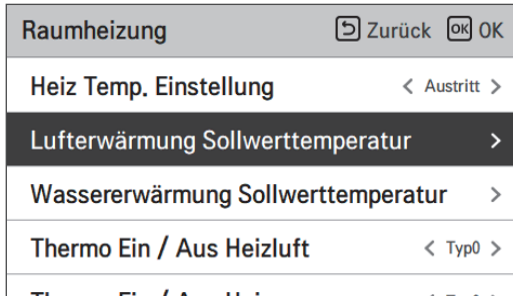 Raumheizung Zurück OK OK
Heiz Temp. Einstellung < Austritt >
Lufterwärmung Sollwerttemperatur >
Wassererwärmung Sollwerttemperatur >
Thermo Ein / Aus Heizluft < Typ0 >